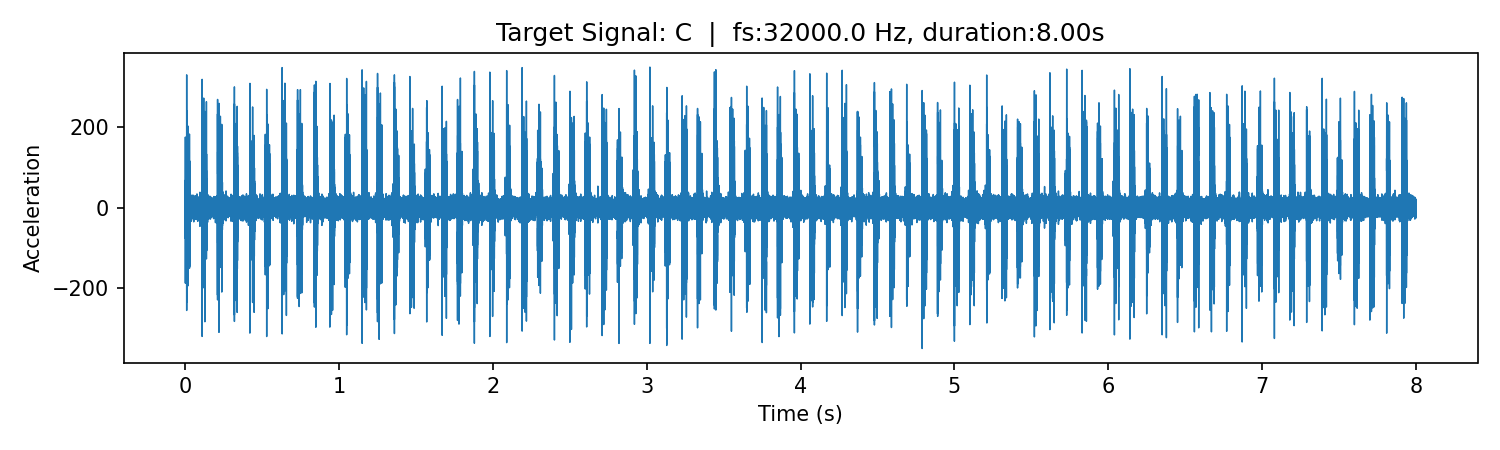 Target Signal: C | fs:32000.0 Hz, duration:8.00s
Acceleration
200
0
−200
0 1 2 3 4 5 6 7 8
Time (s)